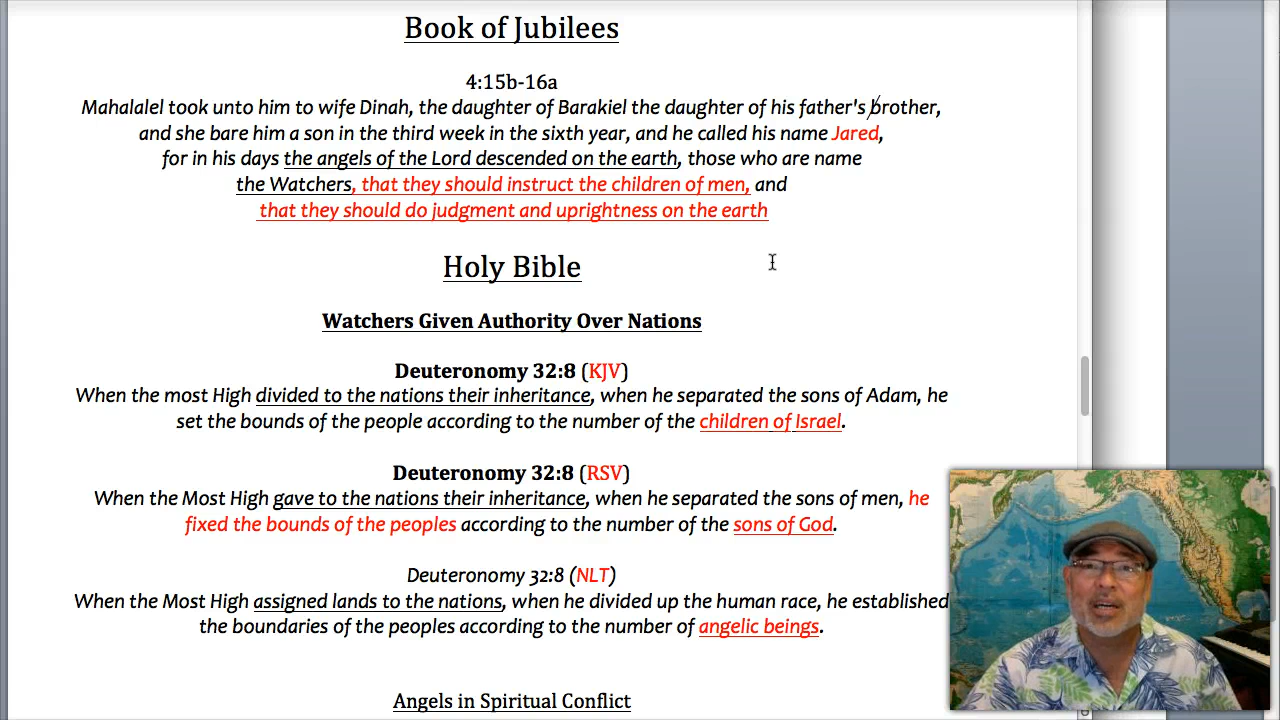 Book of Jubilees
4:15b-16a
Mahalalel took unto him to wife Dinah, the daughter of Barakiel the daughter of his father's brother,
and she bare him a son in the third week in the sixth year, and he called his name Jared,
for in his days the angels of the Lord descended on the earth, those who are name
the Watchers, that they should instruct the children of men, and
that they should do judgment and uprightness on the earth
Holy Bible
Watchers Given Authority Over Nations
Deuteronomy 32:8 (KJV)
When the most High divided to the nations their inheritance, when he separated the sons of Adam, he
set the bounds of the people according to the number of the children of Israel.
Deuteronomy 32:8 (RSV)
When the Most High gave to the nations their inheritance, when he separated the sons of men, he
fixed the bounds of the peoples according to the number of the sons of God.
Deuteronomy 32:8 (NLT)
When the Most High assigned lands to the nations, when he divided up the human race, he established
the boundaries of the peoples according to the number of angelic beings.
Angels in Spiritual Conflict